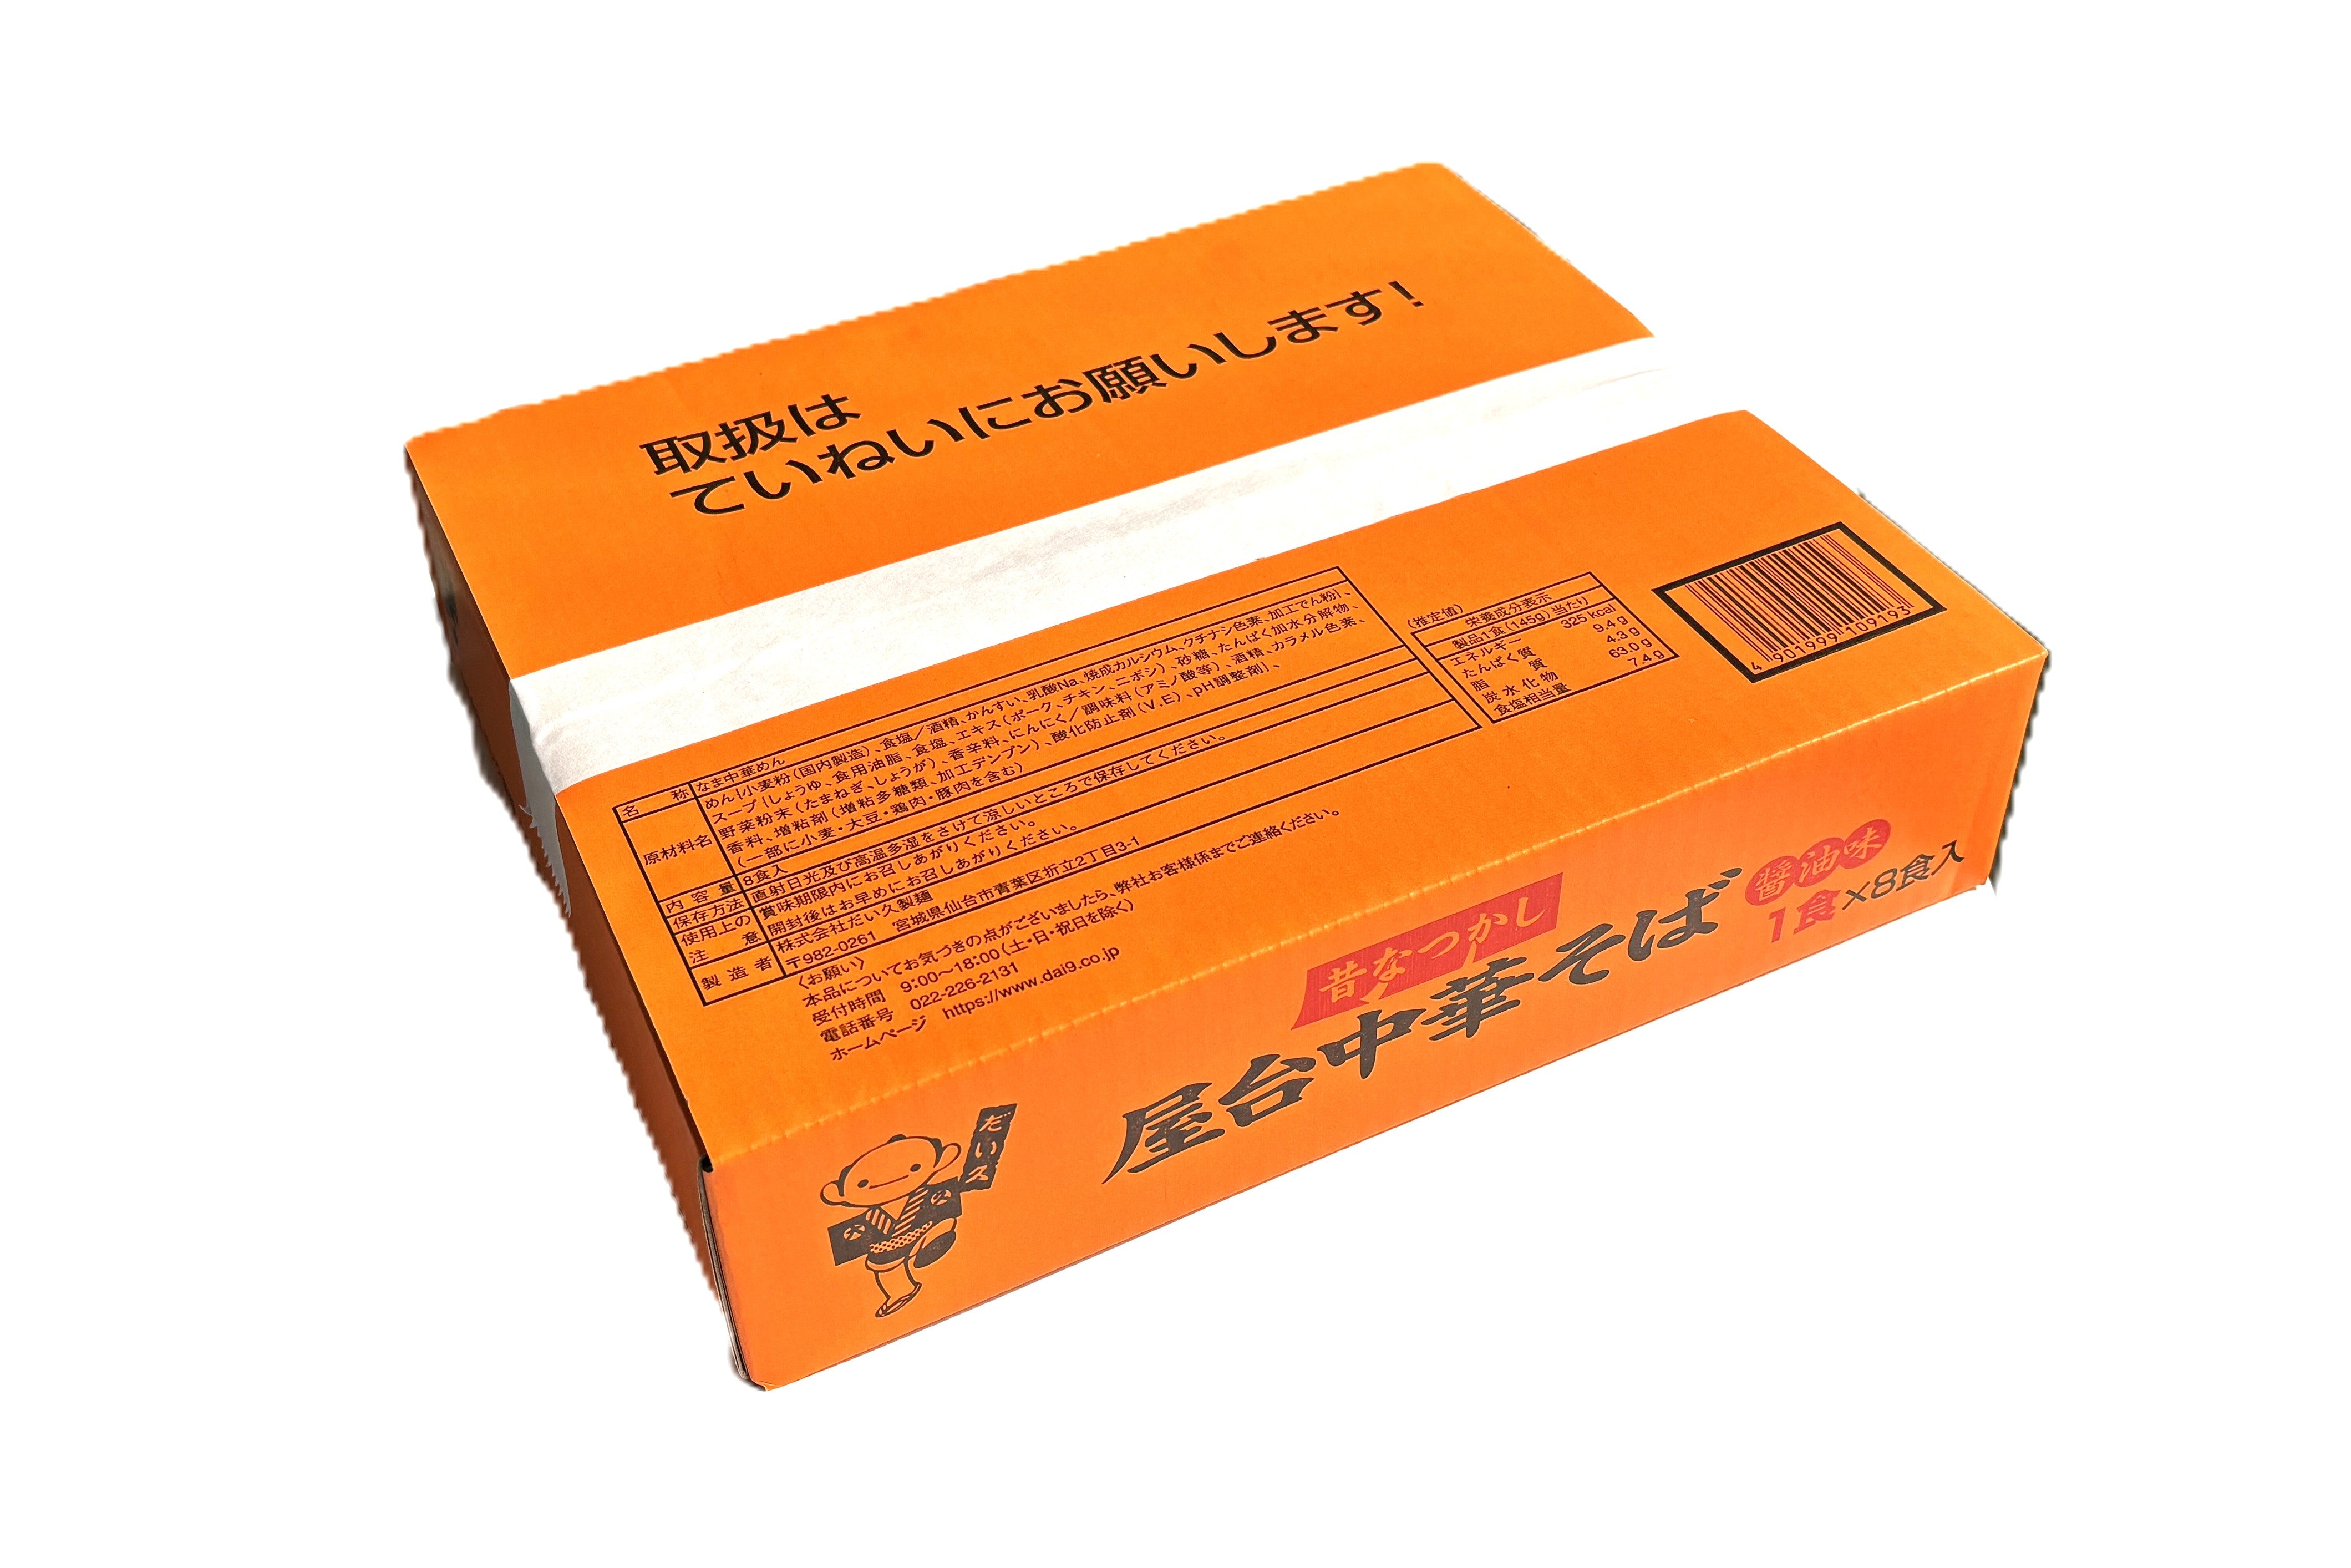 取扱は
ていねいにお願いします!
名称 なま中華めん
原材料名 めん{小麦粉(国内製造)、食塩/酒精、かんすい、乳酸Na、焼成カルシウム、クチナシ色素、加工でん粉}、
スープ{しょうゆ、食用油脂、食塩、エキス(ポーク、チキン、ニボシ)、砂糖、たんぱく加水分解物、
野菜粉末(たまねぎ、しょうが)、香辛料、にんにく/調味料(アミノ酸等)、酒精、カラメル色素、
香料、増粘剤(増粘多糖類、加工デンプン)、酸化防止剤(V.E)、pH調整剤}、
(一部に小麦・大豆・鶏肉・豚肉を含む)
内容量 8食入
保存方法 直射日光及び高温多湿をさけて涼しいところで保存してください。
使用上の注意 賞味期限内にお召しあがりください。
開封後はお早めにお召しあがりください。
製造者 株式会社だい久製麺
〒982-0261 宮城県仙台市青葉区折立2丁目3-1
〈お願い〉
本品についてお気づきの点がございましたら、弊社お客様係までご連絡ください。
受付時間 9:00〜18:00(土・日・祝日を除く)
電話番号 022-226-2131
ホームページ https://www.dai9.co.jp
(推定値)
栄養成分表示
製品1食(145g)当たり
エネルギー 325 kcal
たんぱく質 9.4 g
脂質 4.3 g
炭水化物 63.0 g
食塩相当量 7.4 g
4 901999 109193
昔なつかし
屋台中華そば
醤油味
1食×8食入
だい久
久
久